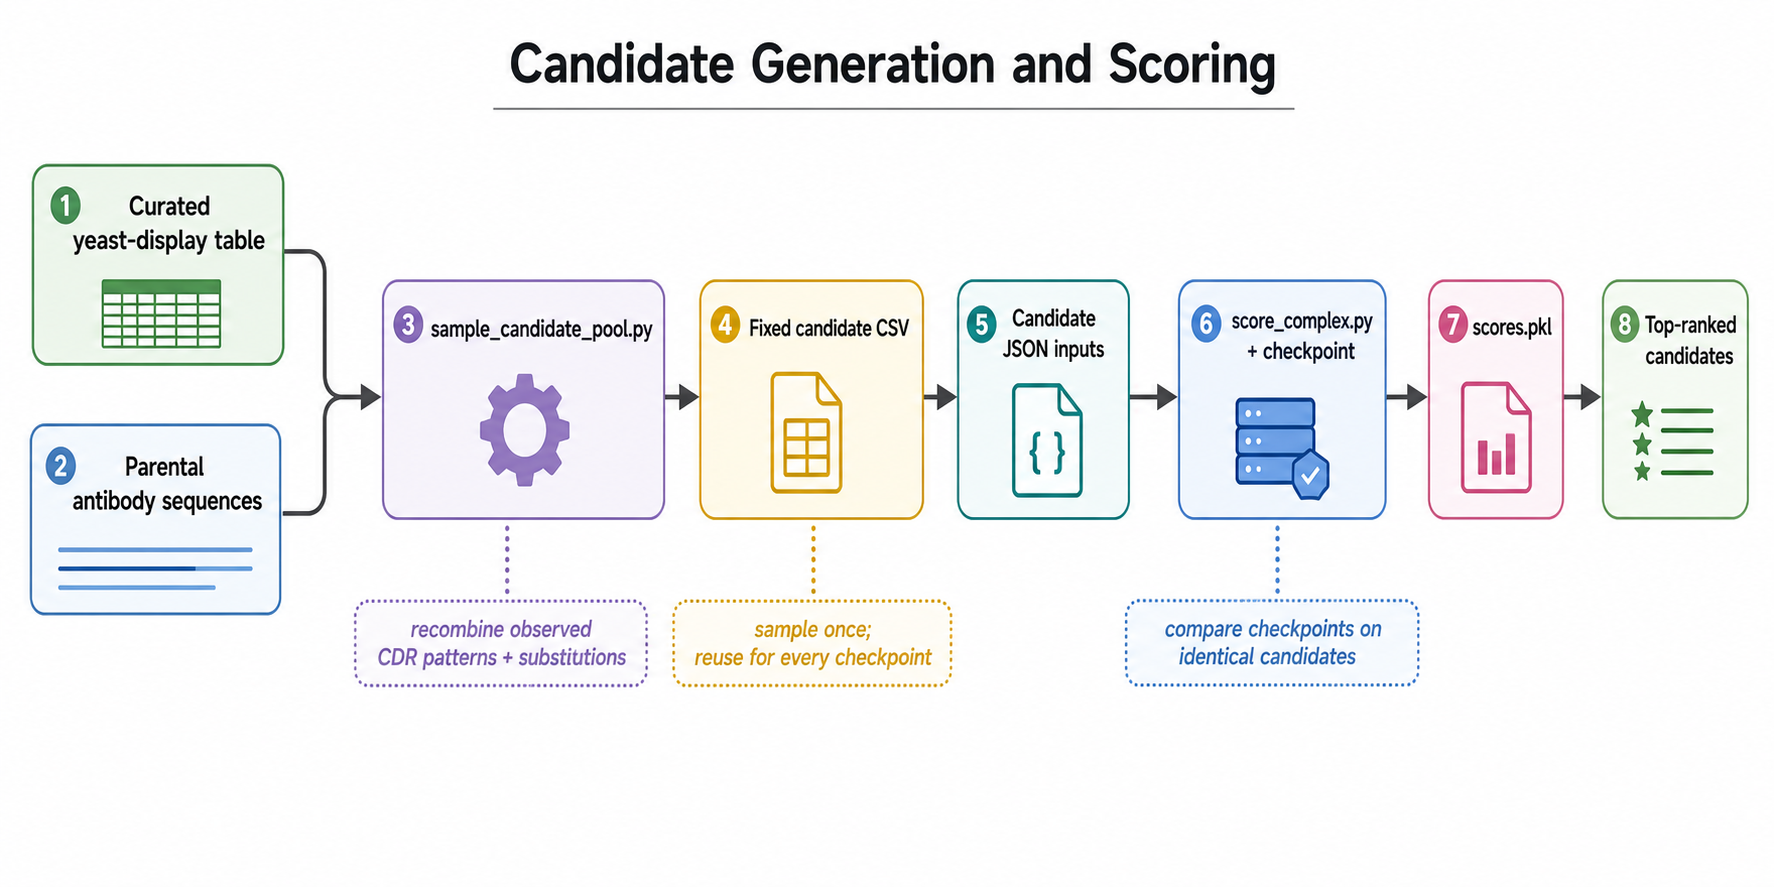 Candidate Generation and Scoring
1
Curated
yeast-display table
2
Parental
antibody sequences
3 sample_candidate_pool.py
4 Fixed candidate CSV
5 Candidate
JSON inputs
{ }
6 score_complex.py
+ checkpoint
7 scores.pkl
8 Top-ranked
candidates
recombine observed
CDR patterns + substitutions
sample once;
reuse for every checkpoint
compare checkpoints on
identical candidates